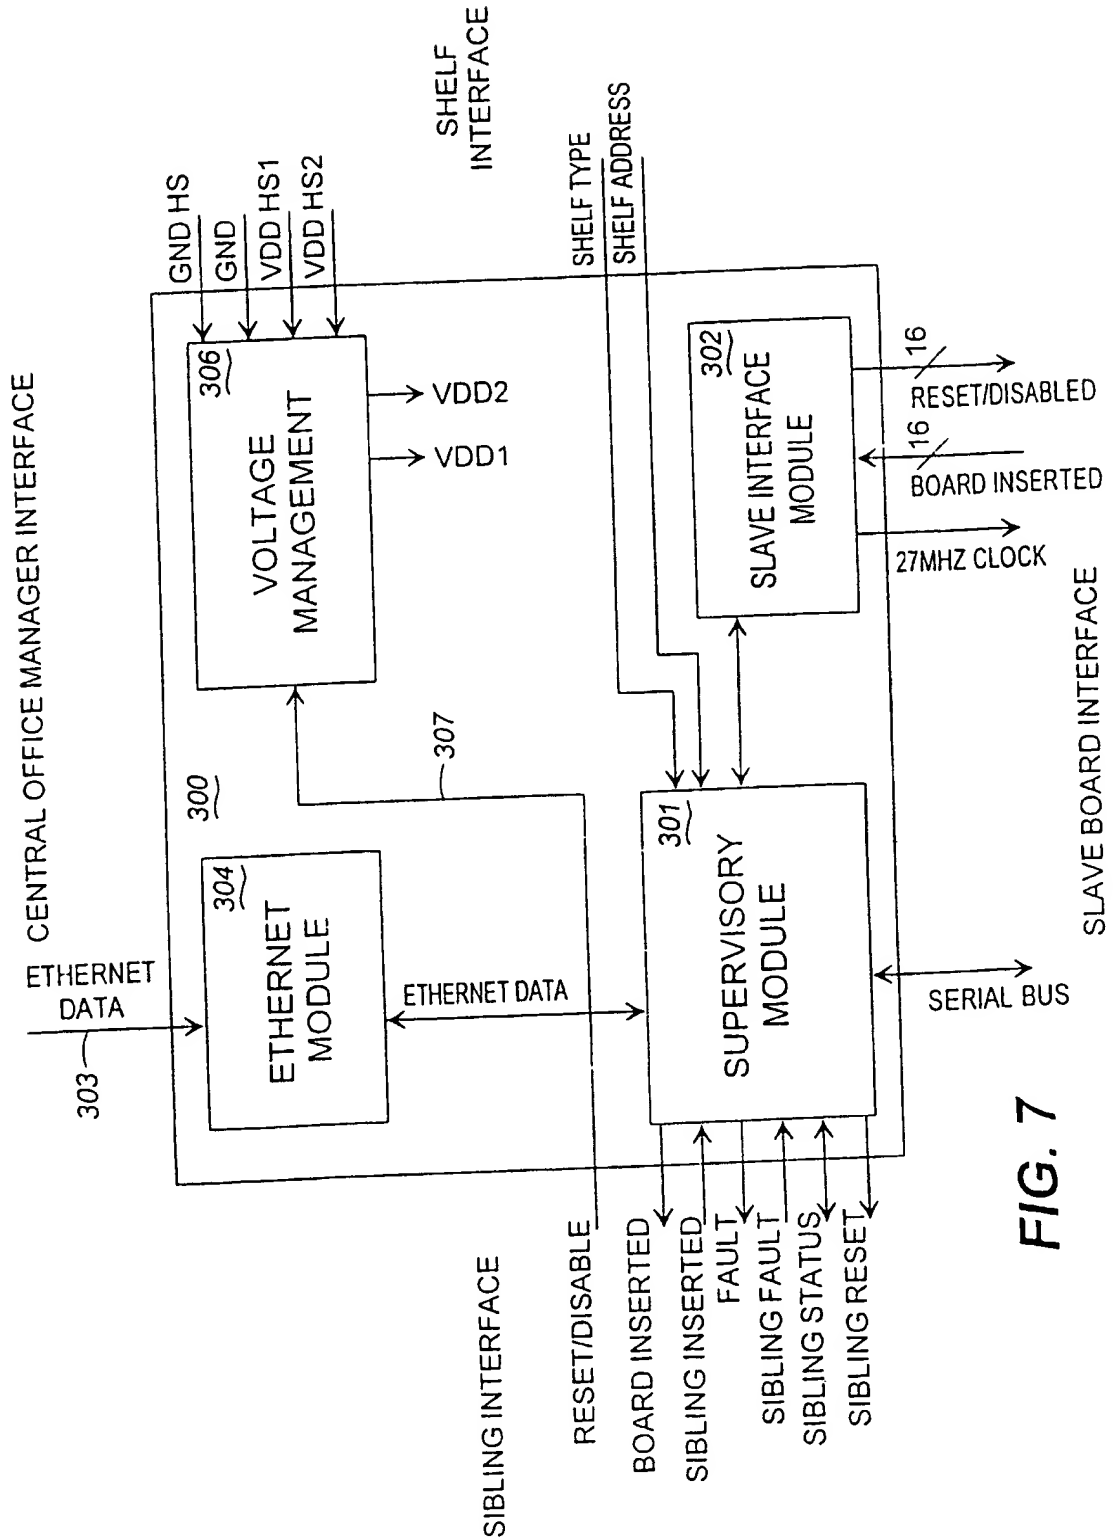 CENTRAL OFFICE MANAGER INTERFACE
ETHERNET
DATA
303
300
304
ETHERNET
MODULE
306
VOLTAGE
MANAGEMENT
GND HS
GND
VDD HS1
VDD HS2
VDD2
VDD1
SHELF
INTERFACE
307
ETHERNET DATA
SHELF TYPE
SHELF ADDRESS
SIBLING INTERFACE
RESET/DISABLE
BOARD INSERTED
SIBLING INSERTED
FAULT
SIBLING FAULT
SIBLING STATUS
SIBLING RESET
301
SUPERVISORY
MODULE
302
SLAVE INTERFACE
MODULE
16
RESET/DISABLED
16
BOARD INSERTED
27MHZ CLOCK
SERIAL BUS
SLAVE BOARD INTERFACE
FIG. 7